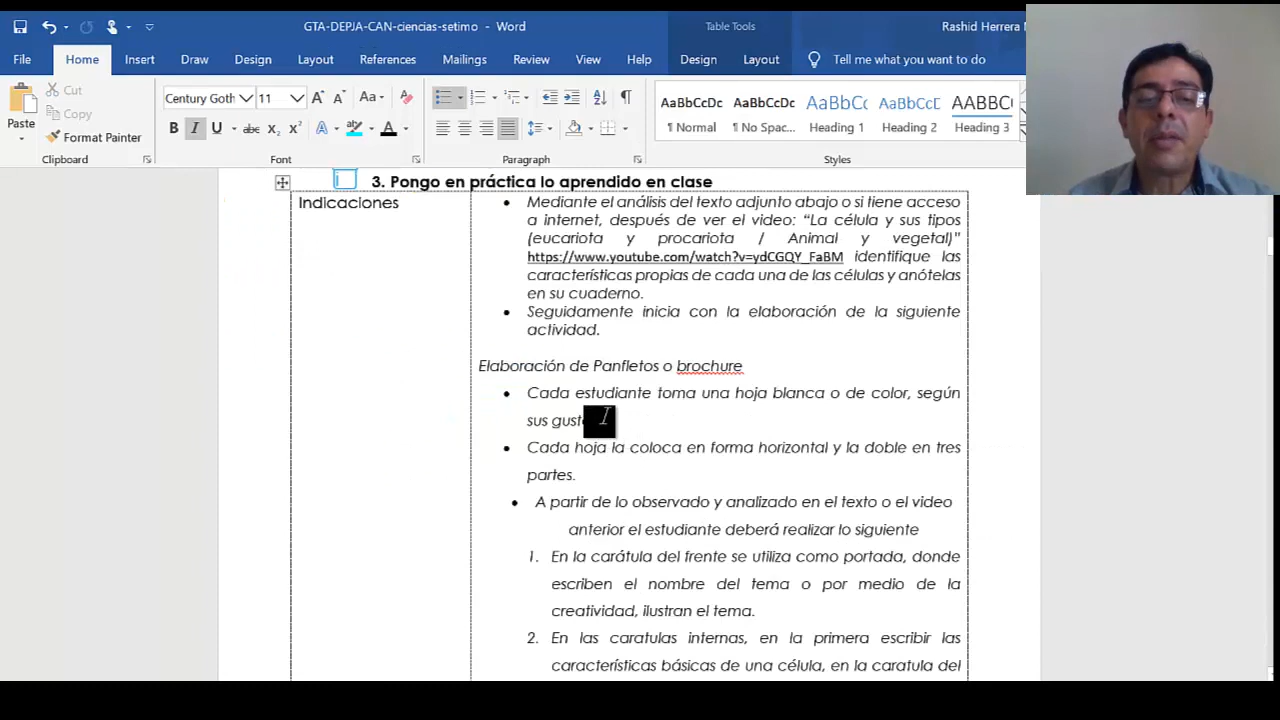 GTA-DEPJA-CAN-ciencias-setimo - Word
Table Tools
Rashid Herrera
File Home Insert Draw Design Layout References Mailings Review View Help Design Layout Tell me what you want to do
Paste
Cut
Copy
Format Painter
Clipboard
Century Gothic 11
Font
Paragraph
AaBbCcDc AaBbCcDc AaBbCc AaBbCcD AABBC
¶ Normal ¶ No Spac... Heading 1 Heading 2 Heading 3
Styles
3. Pongo en práctica lo aprendido en clase
Indicaciones
• Mediante el análisis del texto adjunto abajo o si tiene acceso
a internet, después de ver el video: “La célula y sus tipos
(eucariota y procariota / Animal y vegetal)”
https://www.youtube.com/watch?v=ydCGQY_FaBM identifique las
características propias de cada una de las células y anótelas
en su cuaderno.
• Seguidamente inicia con la elaboración de la siguiente
actividad.
Elaboración de Panfletos o brochure
• Cada estudiante toma una hoja blanca o de color, según
sus
• Cada hoja la coloca en forma horizontal y la doble en tres
partes.
• A partir de lo observado y analizado en el texto o el video
anterior el estudiante deberá realizar lo siguiente
1. En la carátula del frente se utiliza como portada, donde
escriben el nombre del tema o por medio de la
creatividad, ilustran el tema.
2. En las caratulas internas, en la primera escribir las
características básicas de una célula, en la caratula del